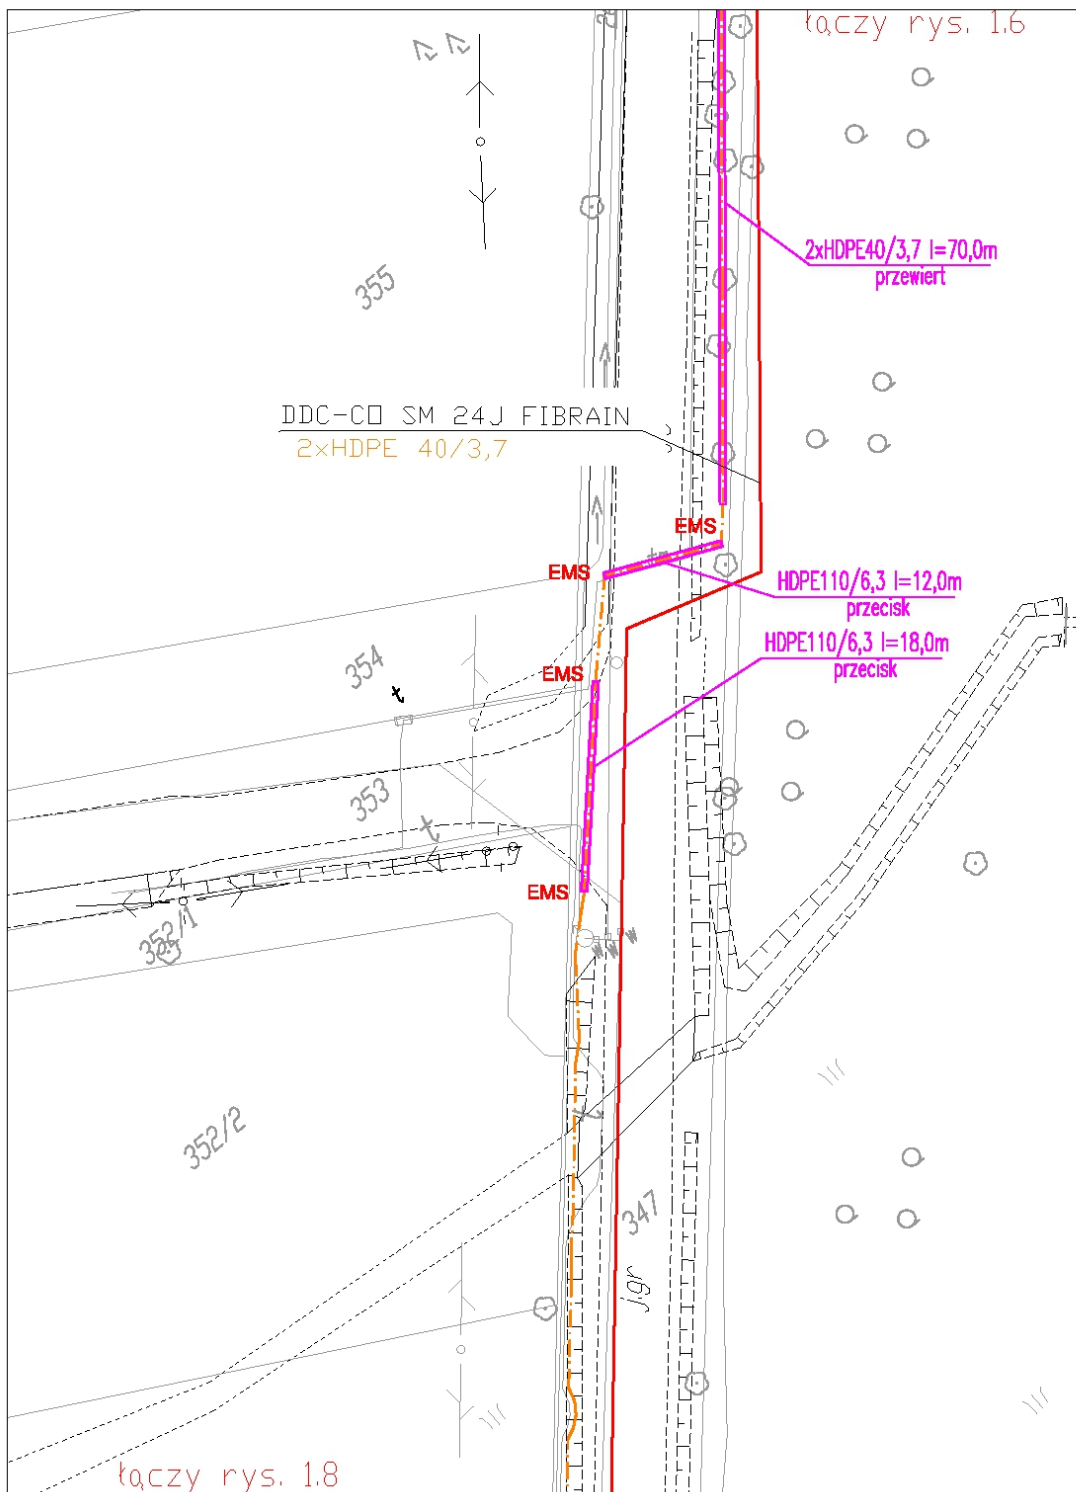 łączy rys. 1.6
2xHDPE40/3,7 l=70,0m
przewiert
355
DDC-CO SM 24J FIBRAIN
2xHDPE 40/3,7
EMS
EMS
HDPE110/6,3 l=12,0m
przecisk
HDPE110/6,3 l=18,0m
przecisk
354
EMS
t
353
t
EMS
352/1
w w w
352/2
347
j.gr
łączy rys. 1.8